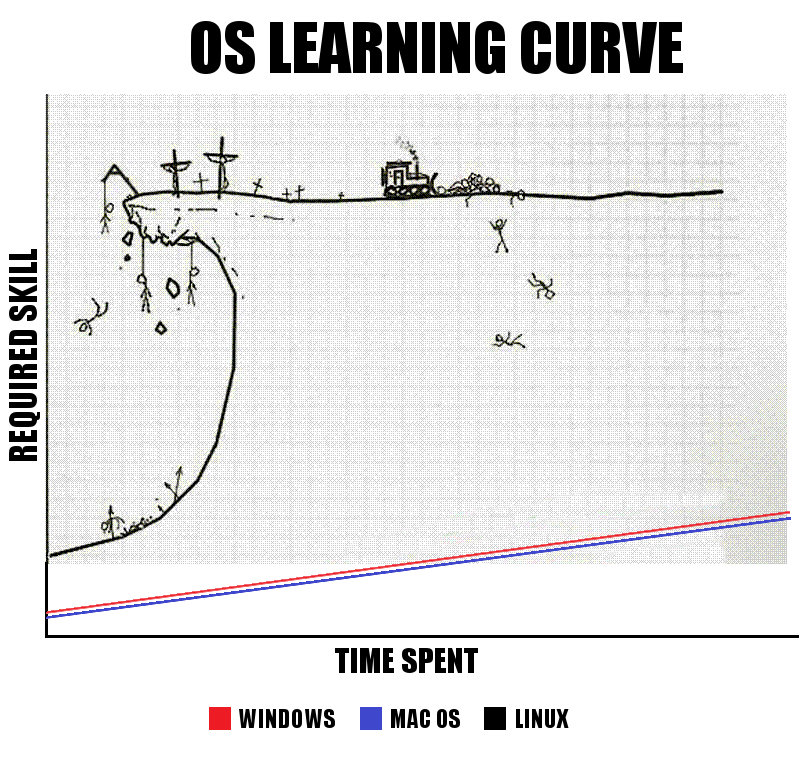 OS LEARNING CURVE
REQUIRED SKILL
TIME SPENT
WINDOWS MAC OS LINUX